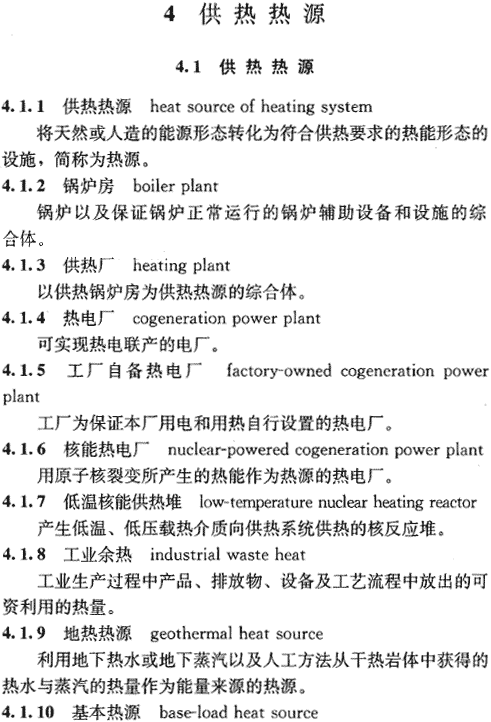 4 供热热源
4.1 供热热源
4.1.1 供热热源 heat source of heating system
将天然或人造的能源形态转化为符合供热要求的热能形态的
设施，简称为热源。
4.1.2 锅炉房 boiler plant
锅炉以及保证锅炉正常运行的锅炉辅助设备和设施的综
合体。
4.1.3 供热厂 heating plant
以供热锅炉房为供热热源的综合体。
4.1.4 热电厂 cogeneration power plant
可实现热电联产的电厂。
4.1.5 工厂自备热电厂 factory-owned cogeneration power
plant
工厂为保证本厂用电和用热自行设置的热电厂。
4.1.6 核能热电厂 nuclear-powered cogeneration power plant
用原子核裂变所产生的热能作为热源的热电厂。
4.1.7 低温核能供热堆 low-temperature nuclear heating reactor
产生低温、低压载热介质向供热系统供热的核反应堆。
4.1.8 工业余热 industrial waste heat
工业生产过程中产品、排放物、设备及工艺流程中放出的可
资利用的热量。
4.1.9 地热热源 geothermal heat source
利用地下热水或地下蒸汽以及人工方法从干热岩体中获得的
热水与蒸汽的热量作为能量来源的热源。
4.1.10 基本热源 base-load heat source